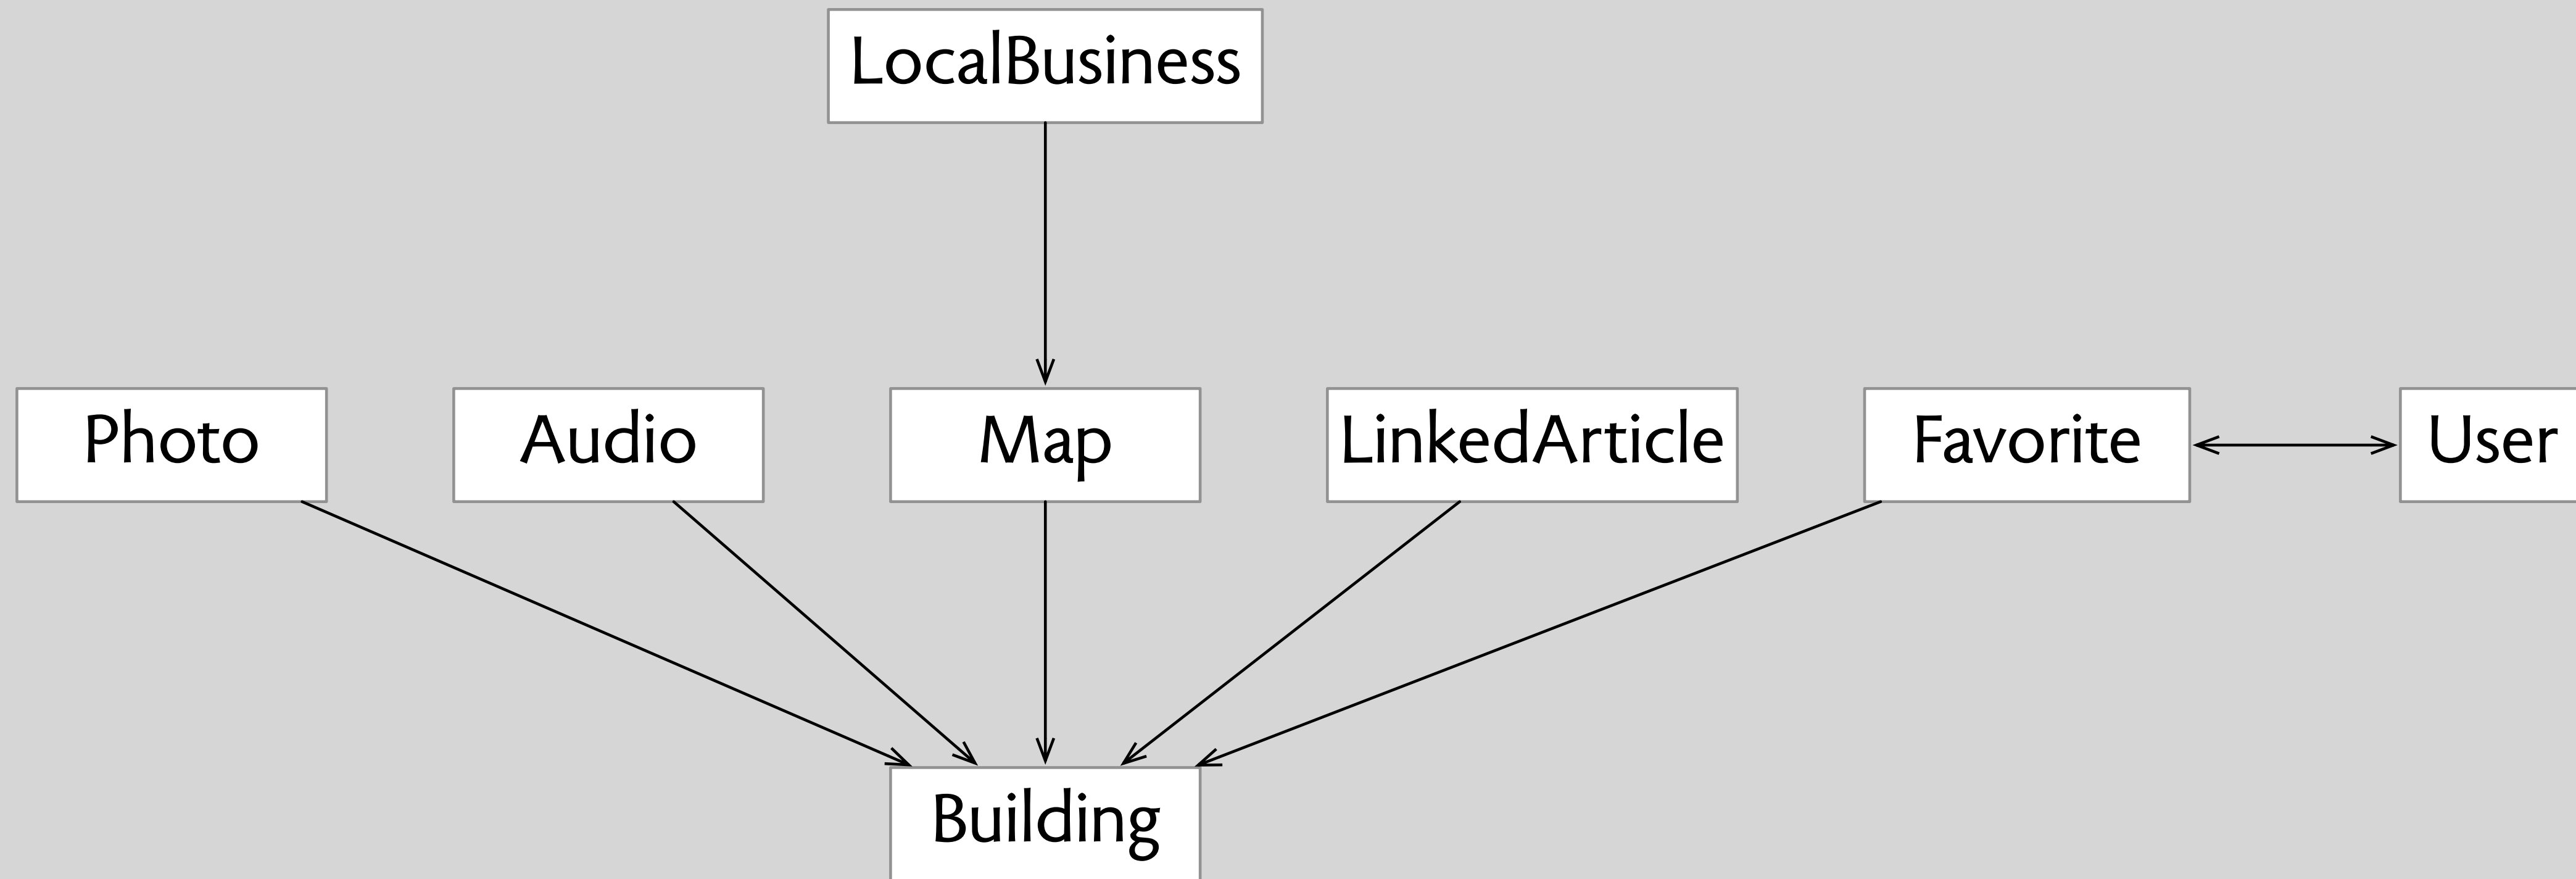 LocalBusiness
Photo
Audio
Map
LinkedArticle
Favorite
User
Building